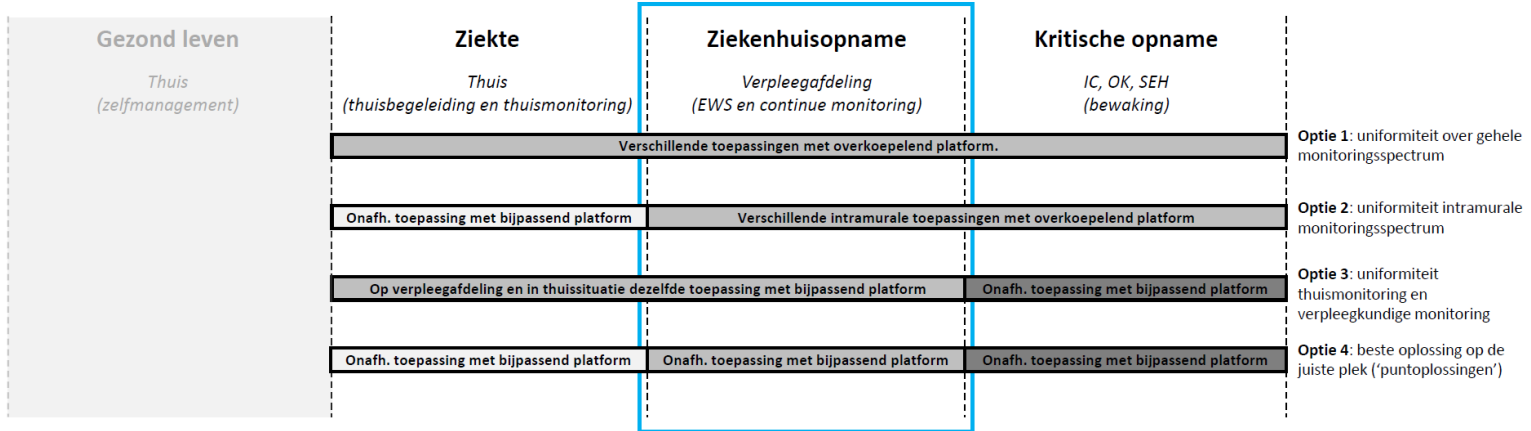 Gezond leven
Thuis
(zelfmanagement)
Ziekte
Thuis
(thuisbegeleiding en thuismonitoring)
Ziekenhuisopname
Verpleegafdeling
(EWS en continue monitoring)
Kritische opname
IC, OK, SEH
(bewaking)
Verschillende toepassingen met overkoepelend platform.
Optie 1: uniformiteit over gehele
monitoringsspectrum
Onafh. toepassing met bijpassend platform
Verschillende intramurale toepassingen met overkoepelend platform
Optie 2: uniformiteit intramurale
monitoringsspectrum
Op verpleegafdeling en in thuissituatie dezelfde toepassing met bijpassend platform
Onafh. toepassing met bijpassend platform
Optie 3: uniformiteit
thuismonitoring en
verpleegkundige monitoring
Onafh. toepassing met bijpassend platform
Onafh. toepassing met bijpassend platform
Onafh. toepassing met bijpassend platform
Optie 4: beste oplossing op de
juiste plek (‘puntoplossingen’)